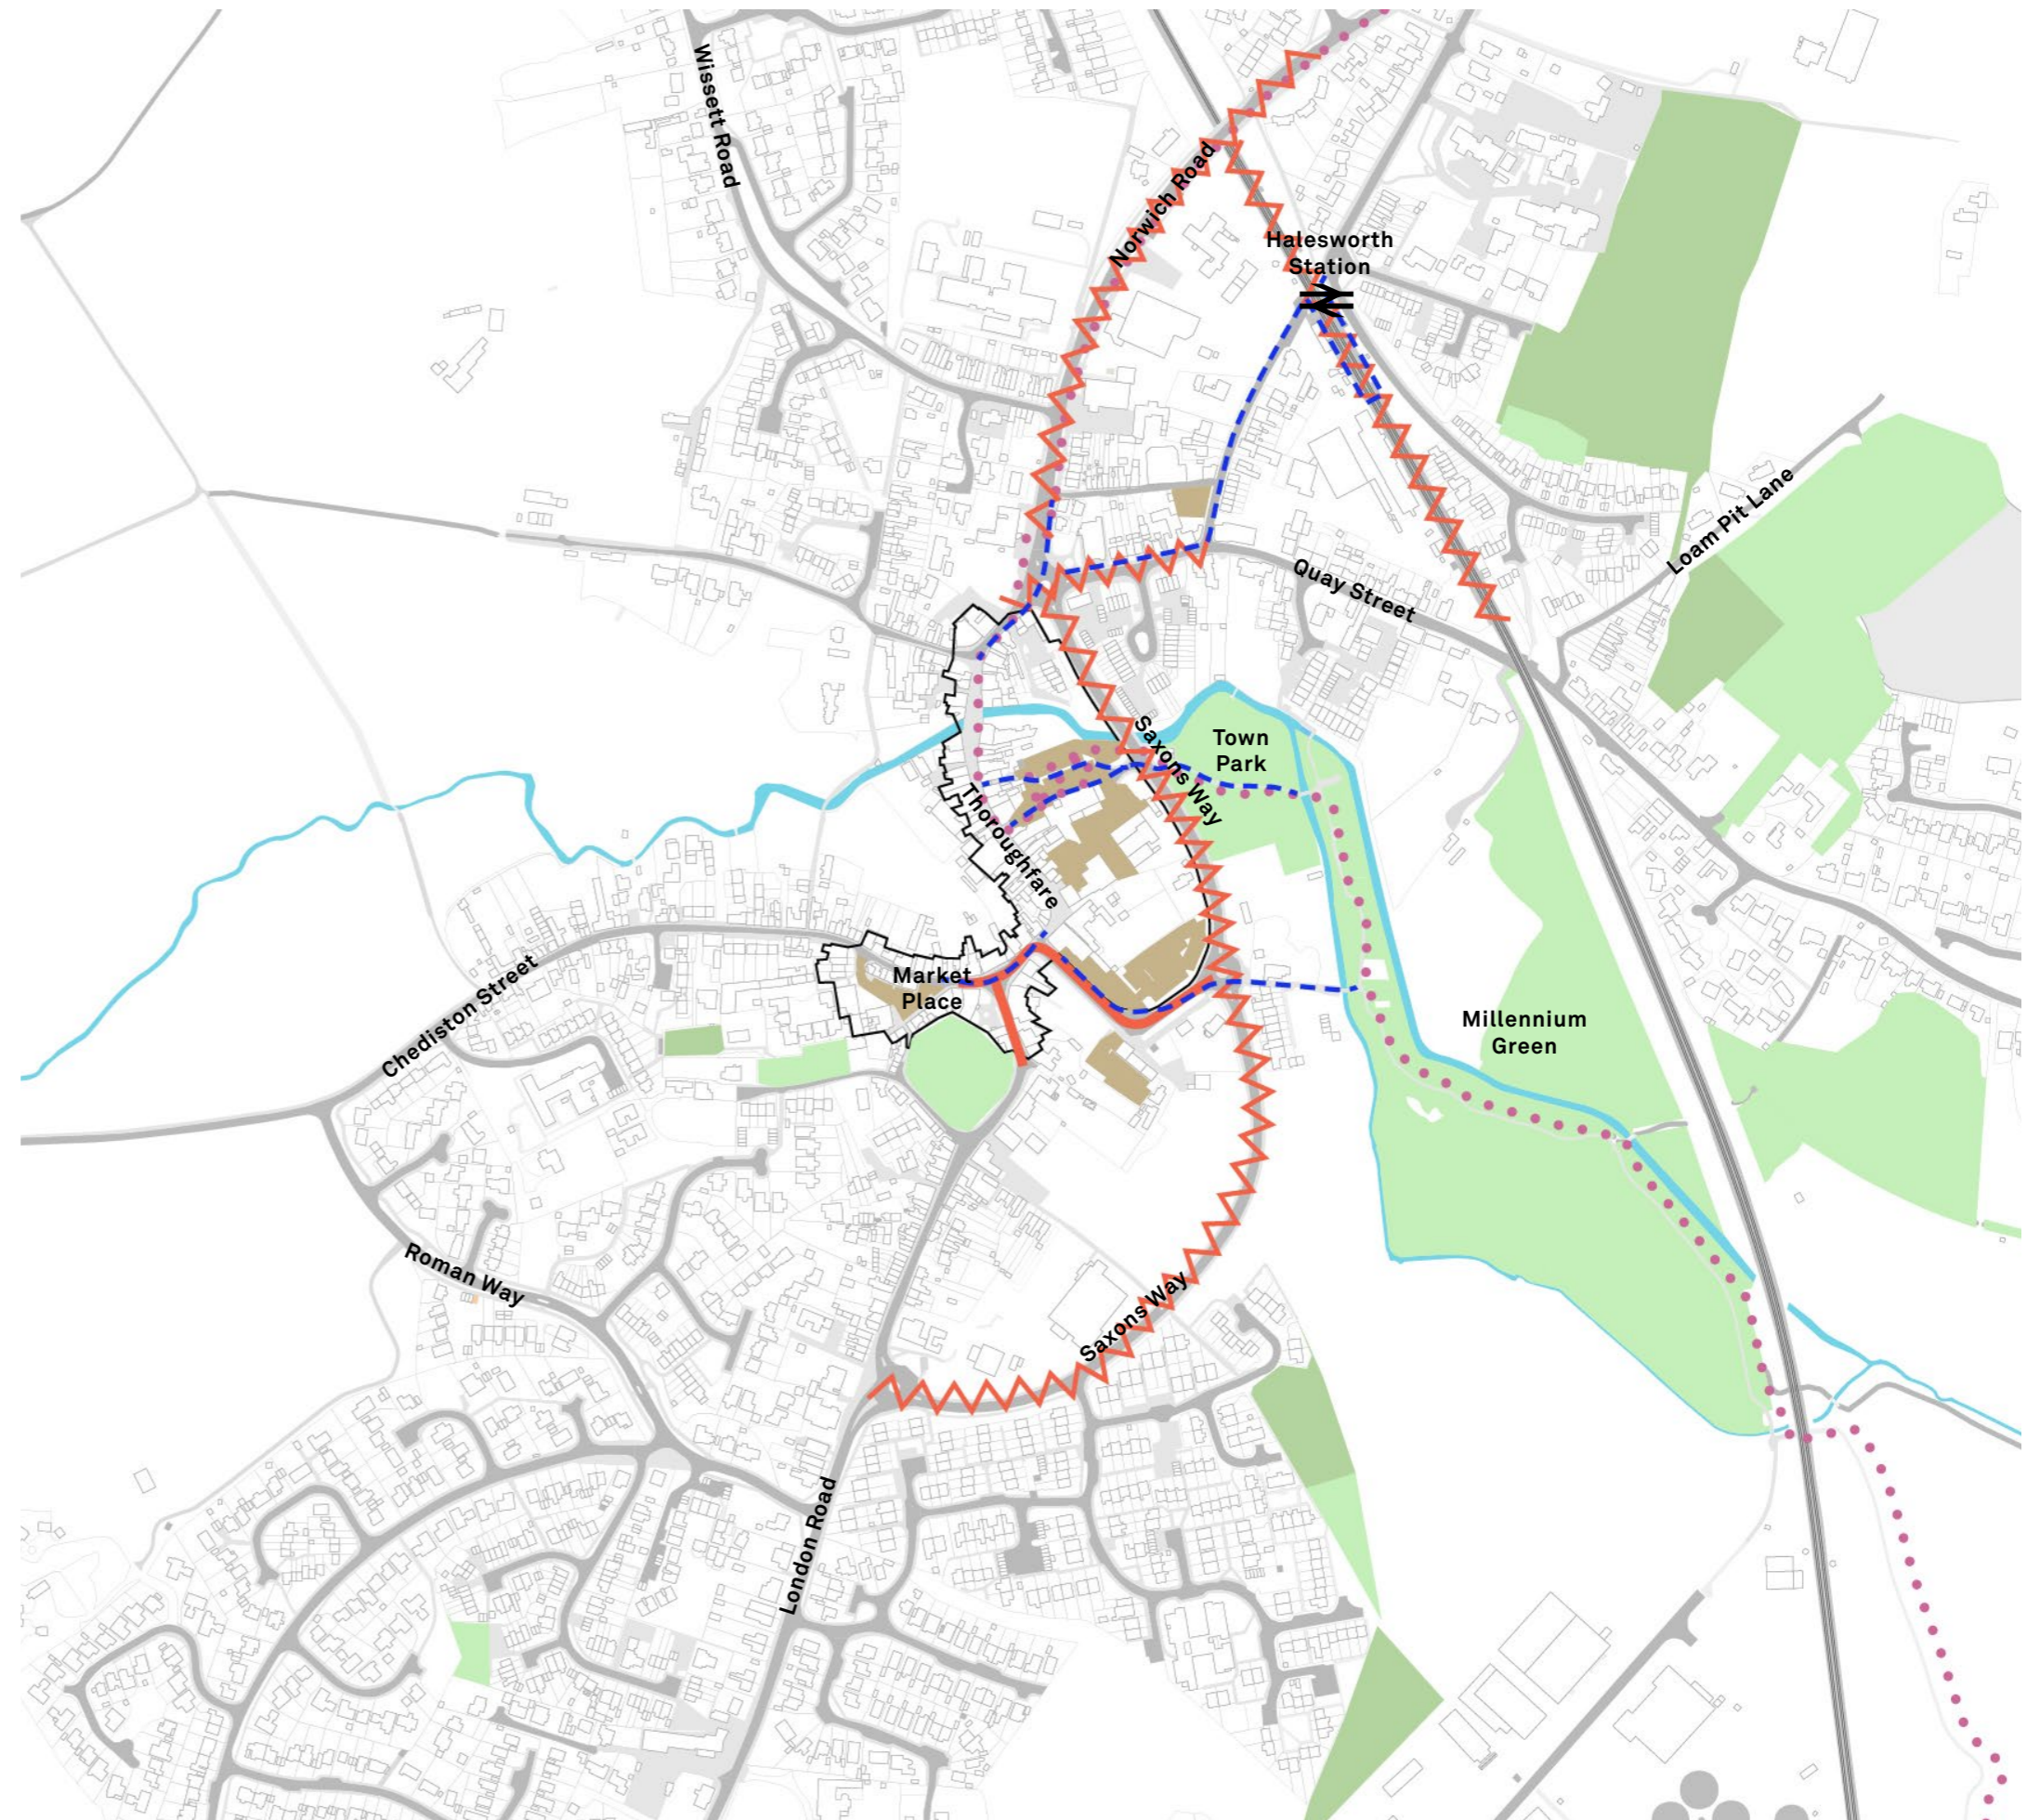 Wissett Road
Norwich Road
Halesworth
Station
Loam Pit Lane
Quay Street
Saxons Way
Town
Park
Thoroughfare
Market
Place
Chediston Street
Millennium
Green
Roman Way
Saxons Way
London Road